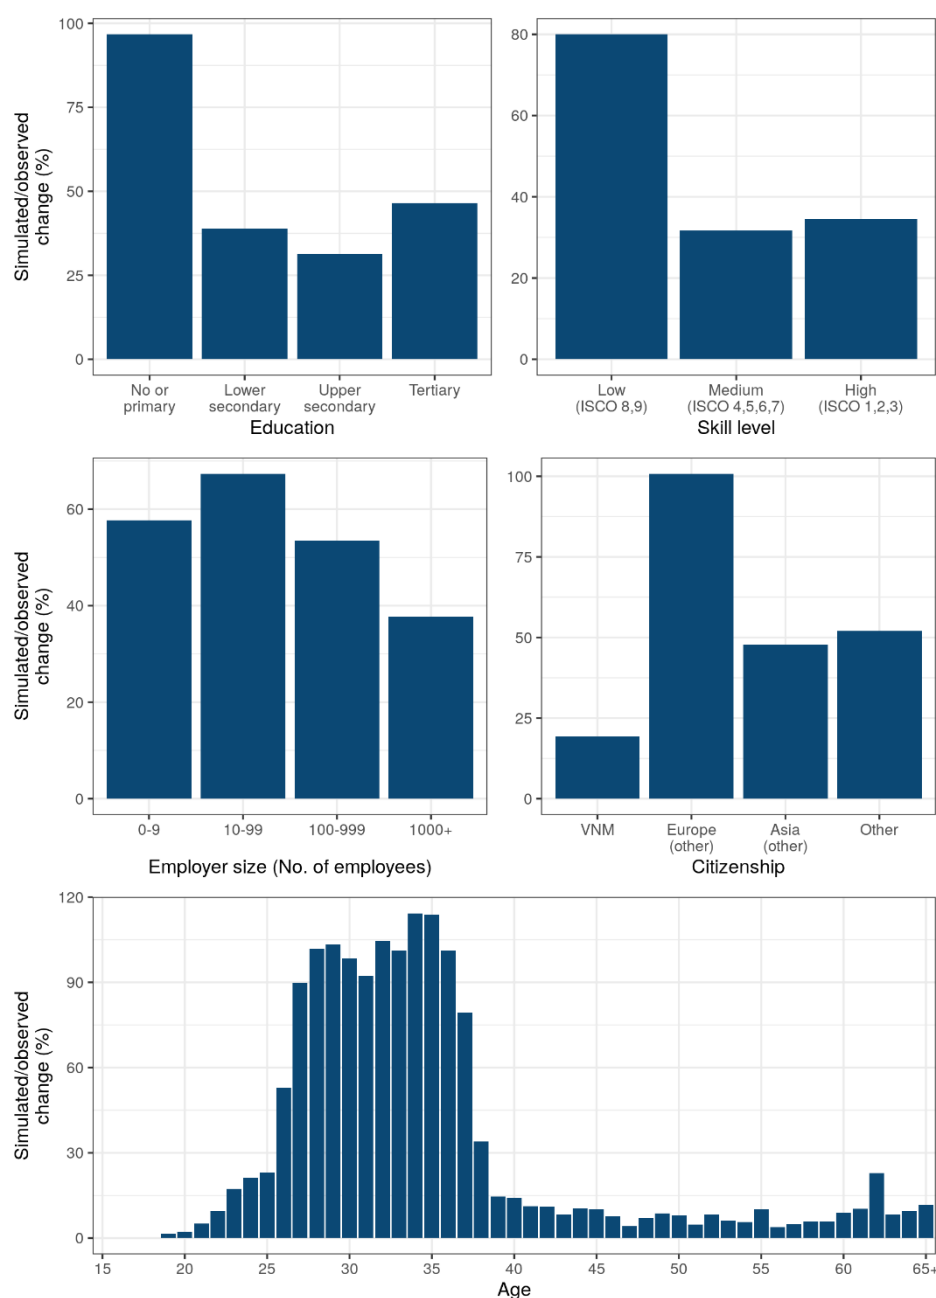 100
75
50
25
0
Simulated/observed
change (%)
No or
primary
Lower
secondary
Upper
secondary
Tertiary
Education
80
60
40
20
0
Low
(ISCO 8,9)
Medium
(ISCO 4,5,6,7)
High
(ISCO 1,2,3)
Skill level
60
40
20
0
Simulated/observed
change (%)
0-9
10-99
100-999
1000+
Employer size (No. of employees)
100
75
50
25
0
VNM
Europe
(other)
Asia
(other)
Other
Citizenship
120
90
60
30
0
Simulated/observed
change (%)
15
20
25
30
35
40
45
50
55
60
65+
Age